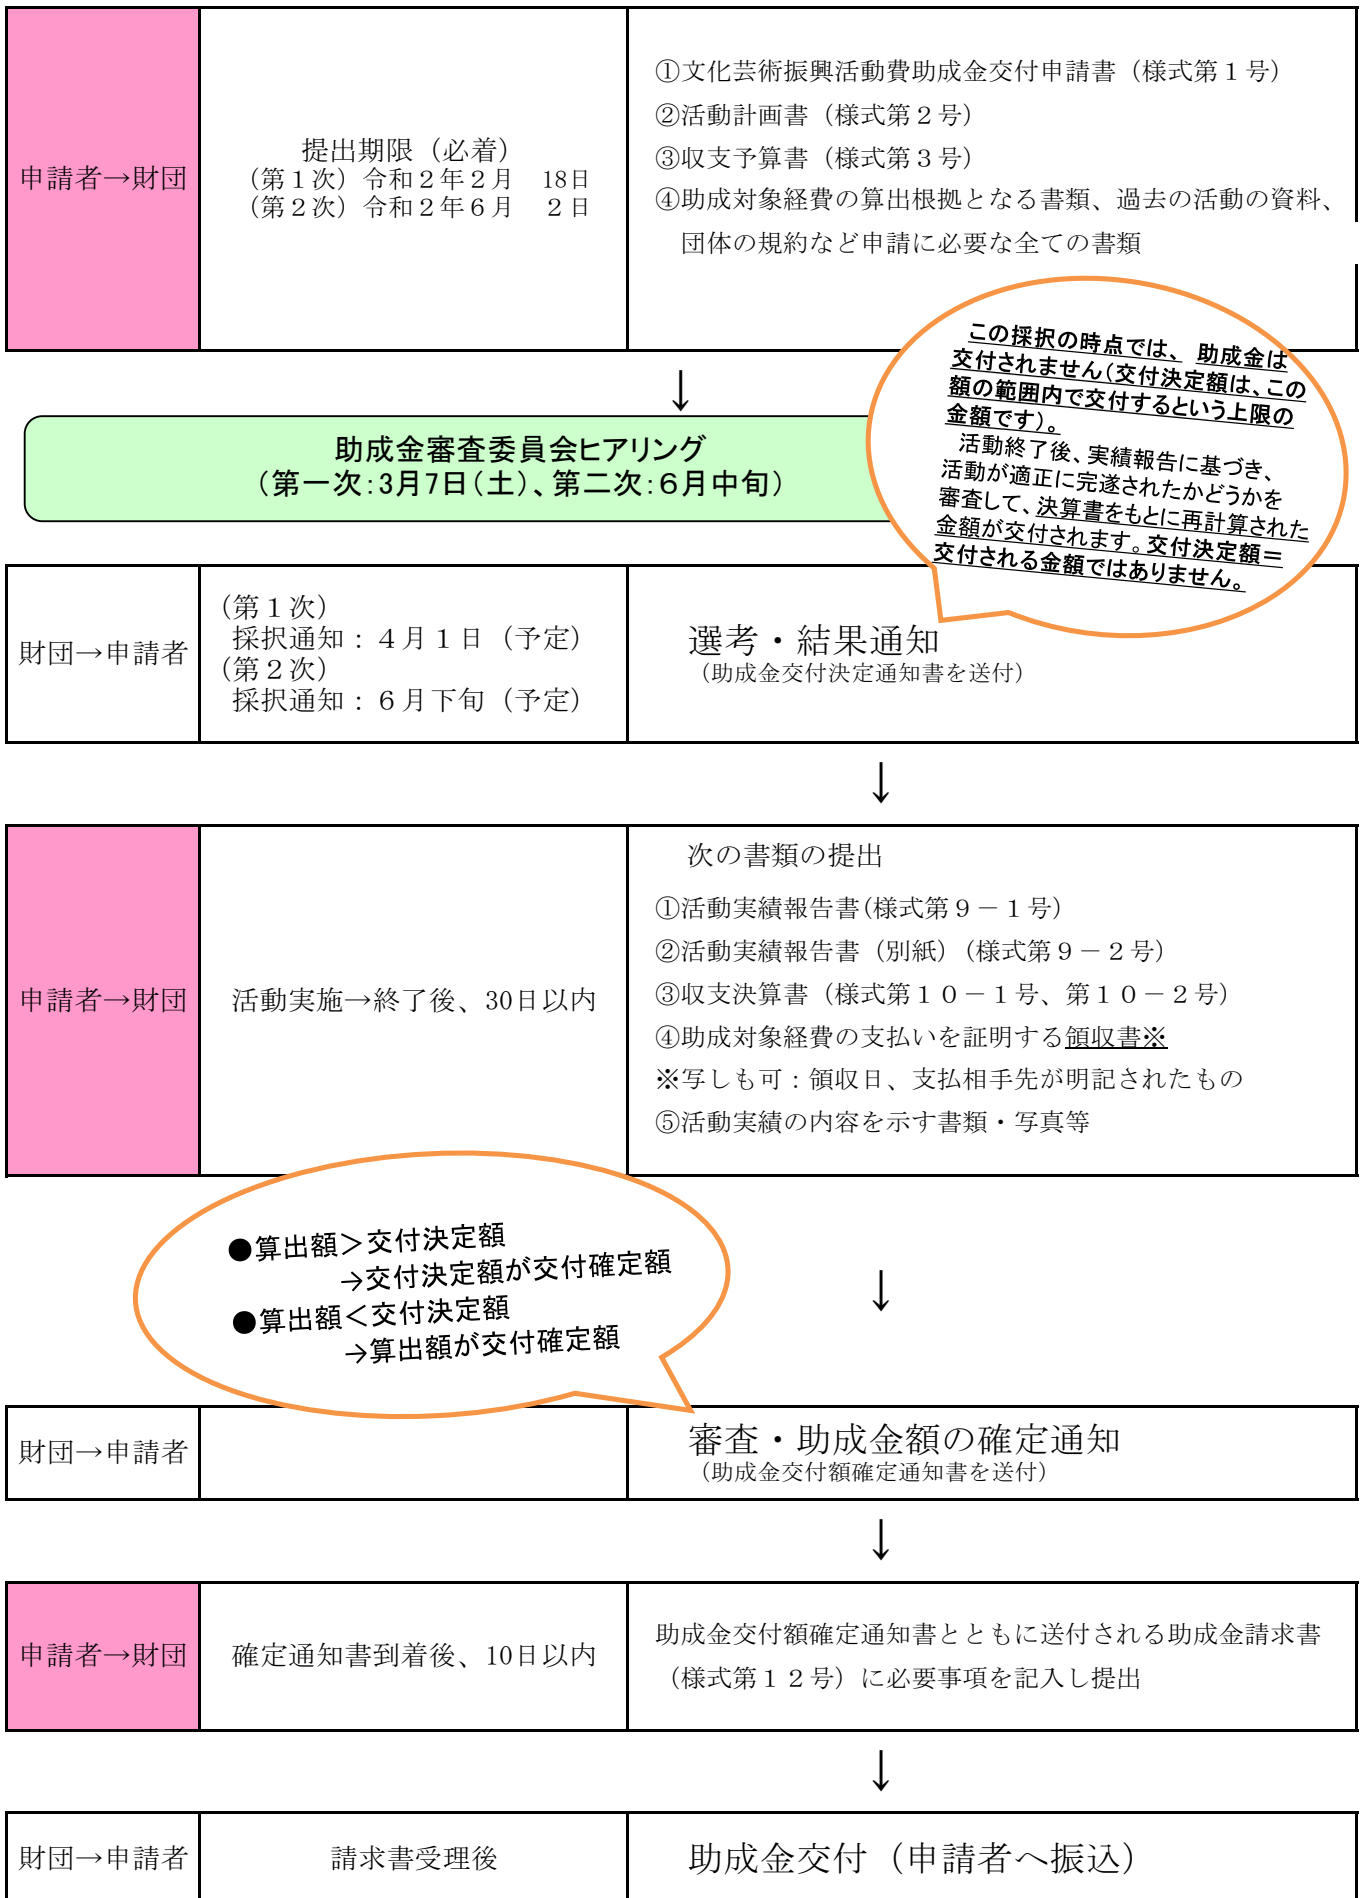 申請者→財団
提出期限（必着）
（第１次）令和２年２月　18日
（第２次）令和２年６月　２日
①文化芸術振興活動費助成金交付申請書（様式第１号）
②活動計画書（様式第２号）
③収支予算書（様式第３号）
④助成対象経費の算出根拠となる書類、過去の活動の資料、
団体の規約など申請に必要な全ての書類
この採択の時点では、助成金は
交付されません（交付決定額は、この
額の範囲内で交付するという上限の
金額です）。
活動終了後、実績報告に基づき、
活動が適正に完遂されたかどうかを
審査して、決算書をもとに再計算された
金額が交付されます。交付決定額＝
交付される金額ではありません。
↓
助成金審査委員会ヒアリング
（第一次：3月7日（土）、第二次：６月中旬）
財団→申請者
（第１次）
採択通知：４月１日（予定）
（第２次）
採択通知：６月下旬（予定）
選考・結果通知
（助成金交付決定通知書を送付）
↓
申請者→財団
活動実施→終了後、30日以内
次の書類の提出
①活動実績報告書（様式第９－１号）
②活動実績報告書（別紙）（様式第９－２号）
③収支決算書（様式第１０－１号、第１０－２号）
④助成対象経費の支払いを証明する領収書※
※写しも可：領収日、支払相手先が明記されたもの
⑤活動実績の内容を示す書類・写真等
●算出額＞交付決定額
→交付決定額が交付確定額
●算出額＜交付決定額
→算出額が交付確定額
↓
財団→申請者
審査・助成金額の確定通知
（助成金交付額確定通知書を送付）
↓
申請者→財団
確定通知書到着後、10日以内
助成金交付額確定通知書とともに送付される助成金請求書
（様式第１２号）に必要事項を記入し提出
↓
財団→申請者
請求書受理後
助成金交付（申請者へ振込）